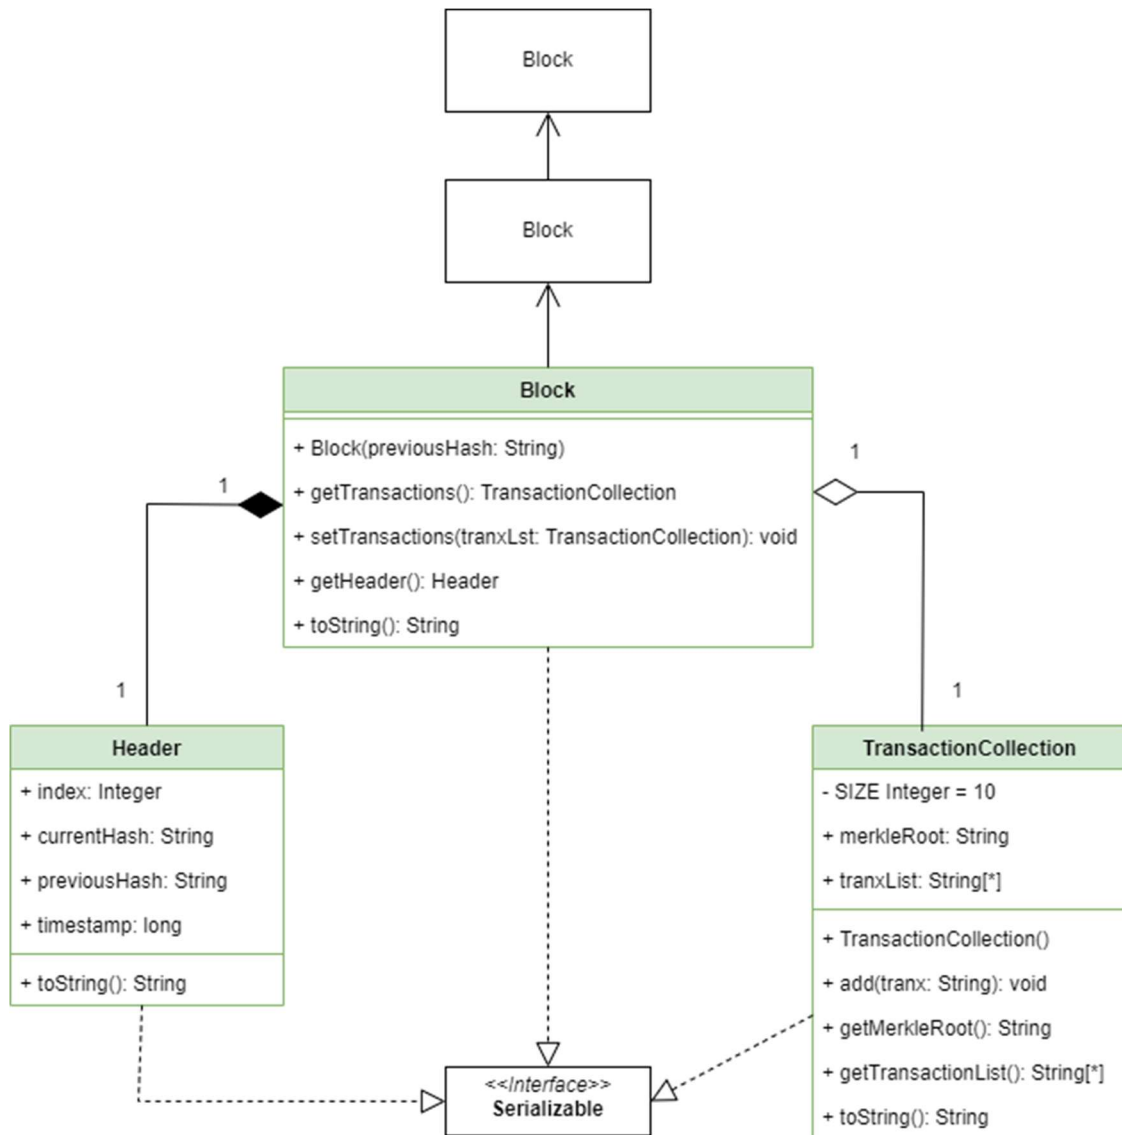 Block
Block
Block
+ Block(previousHash: String)
+ getTransactions(): TransactionCollection
+ setTransactions(tranxLst: TransactionCollection): void
+ getHeader(): Header
+ toString(): String
1
1
1
1
Header
+ index: Integer
+ currentHash: String
+ previousHash: String
+ timestamp: long
+ toString(): String
TransactionCollection
- SIZE Integer = 10
+ merkleRoot: String
+ tranxList: String[*]
+ TransactionCollection()
+ add(tranx: String): void
+ getMerkleRoot(): String
+ getTransactionList(): String[*]
+ toString(): String
<<Interface>>
Serializable